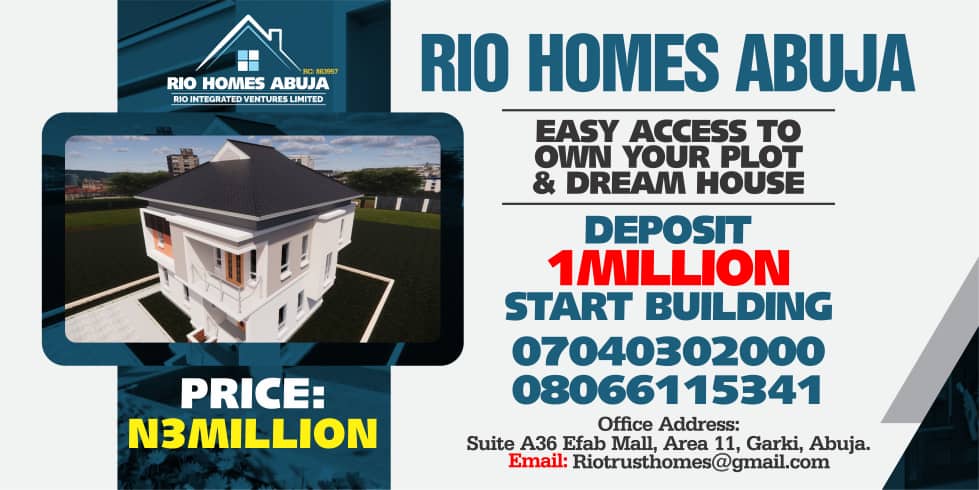 RC: 863957
RIO HOMES ABUJA
RIO INTEGRATED VENTURES LIMITED
PRICE:
N3MILLION
RIO HOMES ABUJA
EASY ACCESS TO
OWN YOUR PLOT
& DREAM HOUSE
DEPOSIT
1MILLION
START BUILDING
07040302000
08066115341
Office Address:
Suite A36 Efab Mall, Area 11, Garki, Abuja.
Email: Riotrusthomes@gmail.com